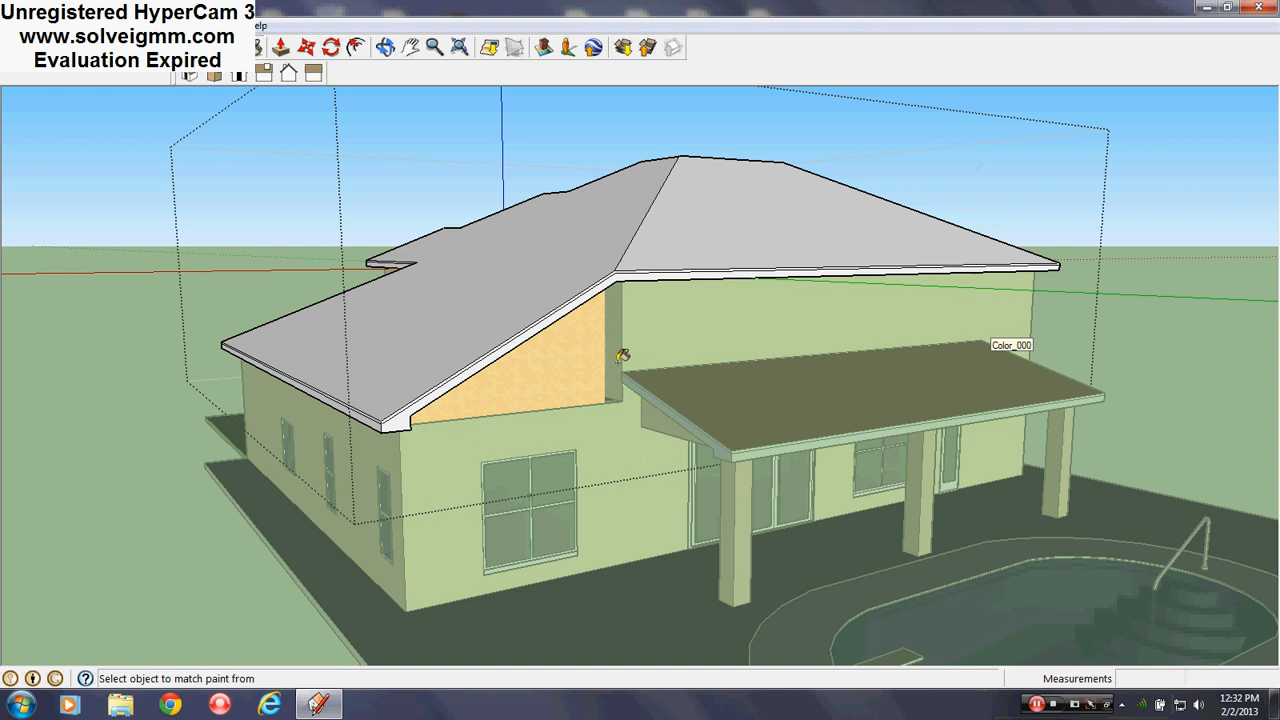 Unregistered HyperCam 3
www.solveigmm.com
Evaluation Expired
elp
Color_000
Select object to match paint from
Measurements
12:32 PM
2/2/2013